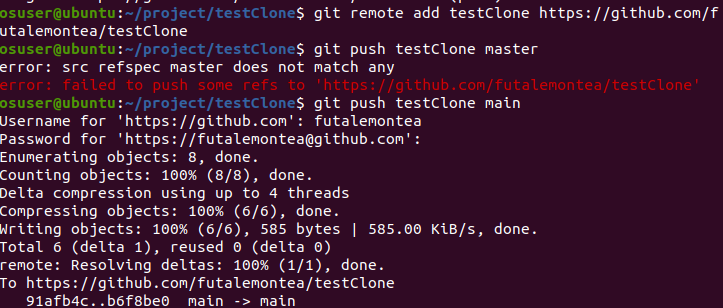 osuser@ubuntu:~/project/testClone$ git remote add testClone https://github.com/f
utalemontea/testClone
osuser@ubuntu:~/project/testClone$ git push testClone master
error: src refspec master does not match any
error: failed to push some refs to 'https://github.com/futalemontea/testClone'
osuser@ubuntu:~/project/testClone$ git push testClone main
Username for 'https://github.com': futalemontea
Password for 'https://futalemontea@github.com':
Enumerating objects: 8, done.
Counting objects: 100% (8/8), done.
Delta compression using up to 4 threads
Compressing objects: 100% (6/6), done.
Writing objects: 100% (6/6), 585 bytes | 585.00 KiB/s, done.
Total 6 (delta 1), reused 0 (delta 0)
remote: Resolving deltas: 100% (1/1), done.
To https://github.com/futalemontea/testClone
91afb4c..b6f8be0  main -> main